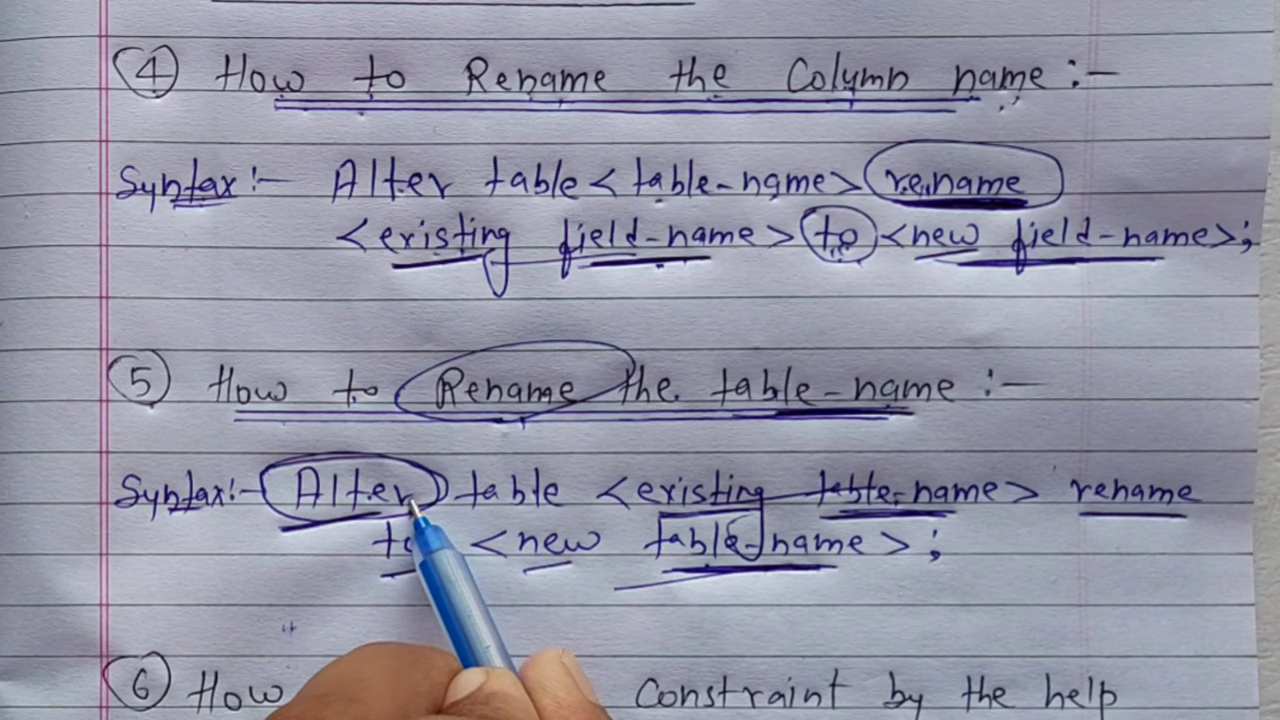 ④ How to Rename the Column name :-
Syntax :- Alter table <table-name> rename
<existing field-name> to <new field-name>;
⑤ How to Rename the table-name :-
Syntax:- Alter table <existing table-name> rename
to <new table-name>;
⑥ How Constraint by the help